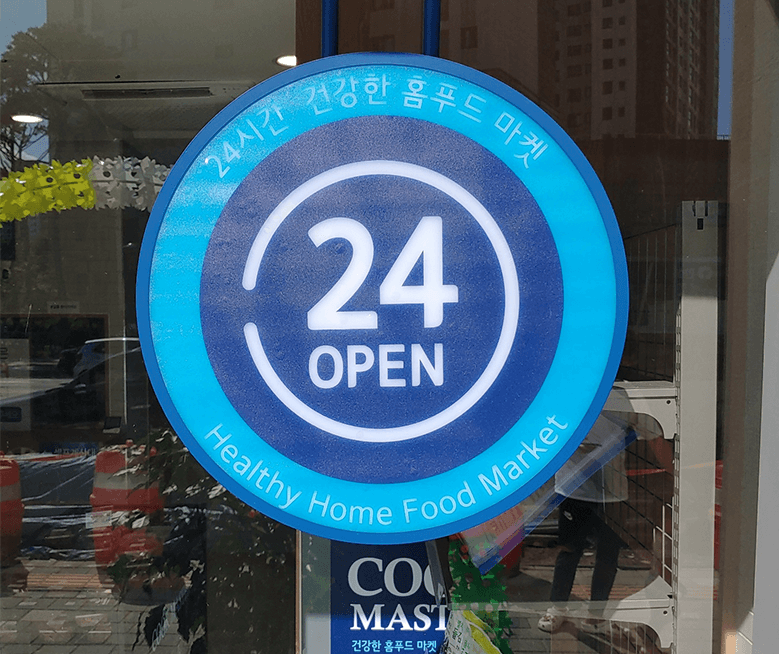 24시간 건강한 홈푸드 마켓
24
OPEN
Healthy Home Food Market
MAST
건강한 홈푸드 마켓